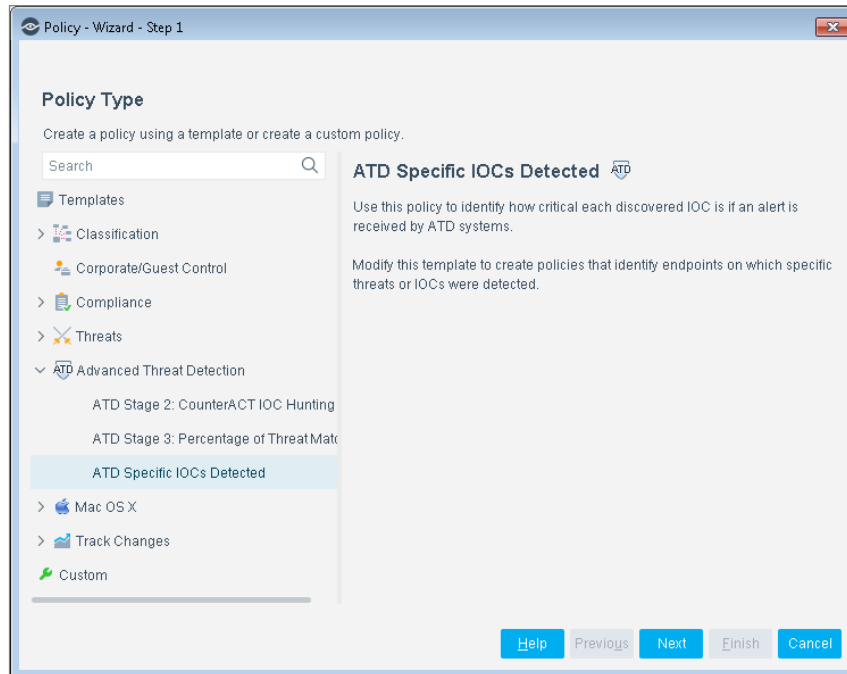 Policy - Wizard - Step 1
Policy Type
Create a policy using a template or create a custom policy.
Search
Templates
Classification
Corporate/Guest Control
Compliance
Threats
ATD Advanced Threat Detection
ATD Stage 2: CounterACT IOC Hunting
ATD Stage 3: Percentage of Threat Matc
ATD Specific IOCs Detected
Mac OS X
Track Changes
Custom
ATD Specific IOCs Detected ATD
Use this policy to identify how critical each discovered IOC is if an alert is
received by ATD systems.
Modify this template to create policies that identify endpoints on which specific
threats or IOCs were detected.
Help Previous Next Finish Cancel